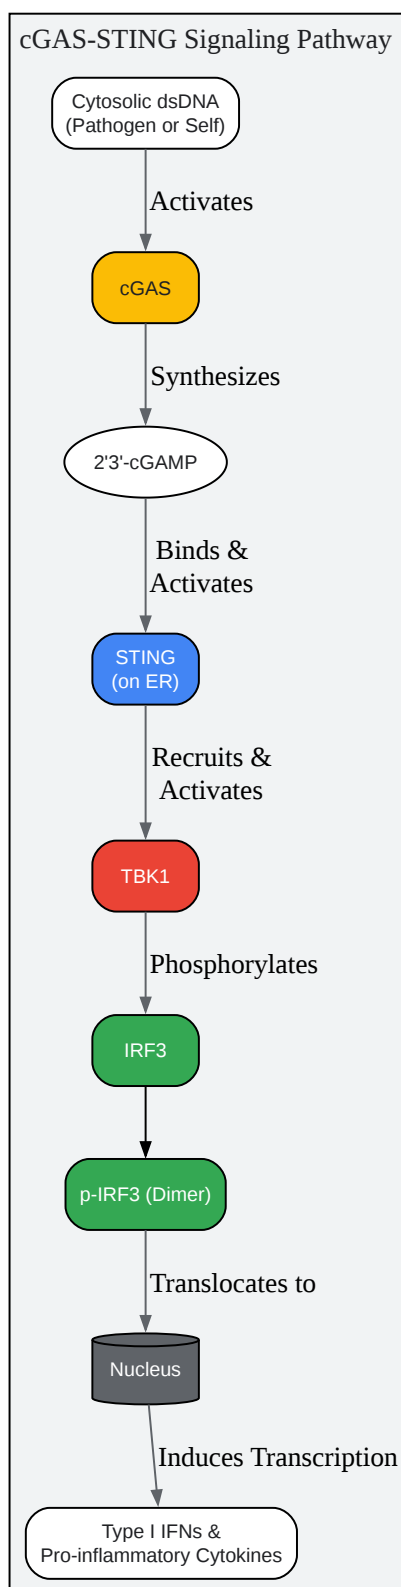 cGAS-STING Signaling Pathway
Cytosolic dsDNA
(Pathogen or Self)
Activates
cGAS
Synthesizes
2'3'-cGAMP
Binds &
Activates
STING
(on ER)
Recruits &
Activates
TBK1
Phosphorylates
IRF3
p-IRF3 (Dimer)
Translocates to
Nucleus
Induces Transcription
Type I IFNs &
Pro-inflammatory Cytokines